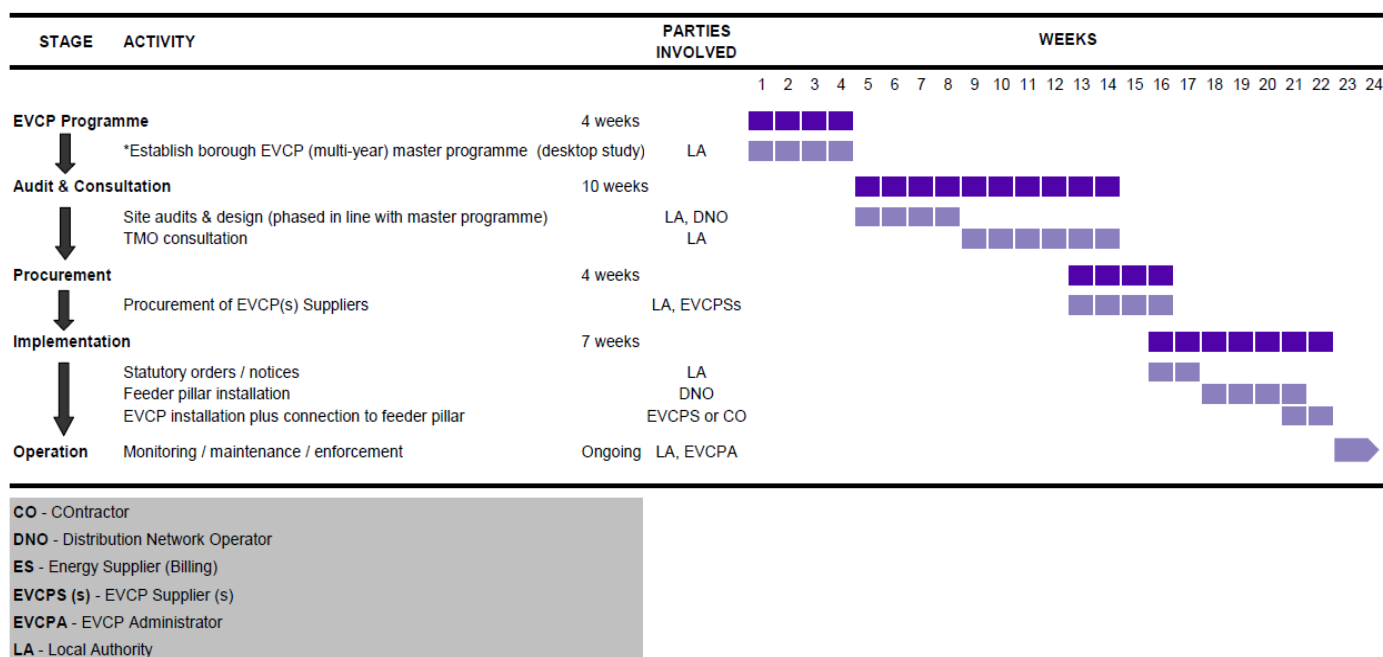 STAGE ACTIVITY PARTIES INVOLVED WEEKS
1 2 3 4 5 6 7 8 9 10 11 12 13 14 15 16 17 18 19 20 21 22 23 24
EVCP Programme 4 weeks
*Establish borough EVCP (multi-year) master programme (desktop study) LA
Audit & Consultation 10 weeks
Site audits & design (phased in line with master programme) LA, DNO
TMO consultation LA
Procurement 4 weeks
Procurement of EVCP(s) Suppliers LA, EVCPSs
Implementation 7 weeks
Statutory orders / notices LA
Feeder pillar installation DNO
EVCP installation plus connection to feeder pillar EVCPS or CO
Operation Monitoring / maintenance / enforcement Ongoing LA, EVCPA
CO - COntractor
DNO - Distribution Network Operator
ES - Energy Supplier (Billing)
EVCPS (s) - EVCP Supplier (s)
EVCPA - EVCP Administrator
LA - Local Authority